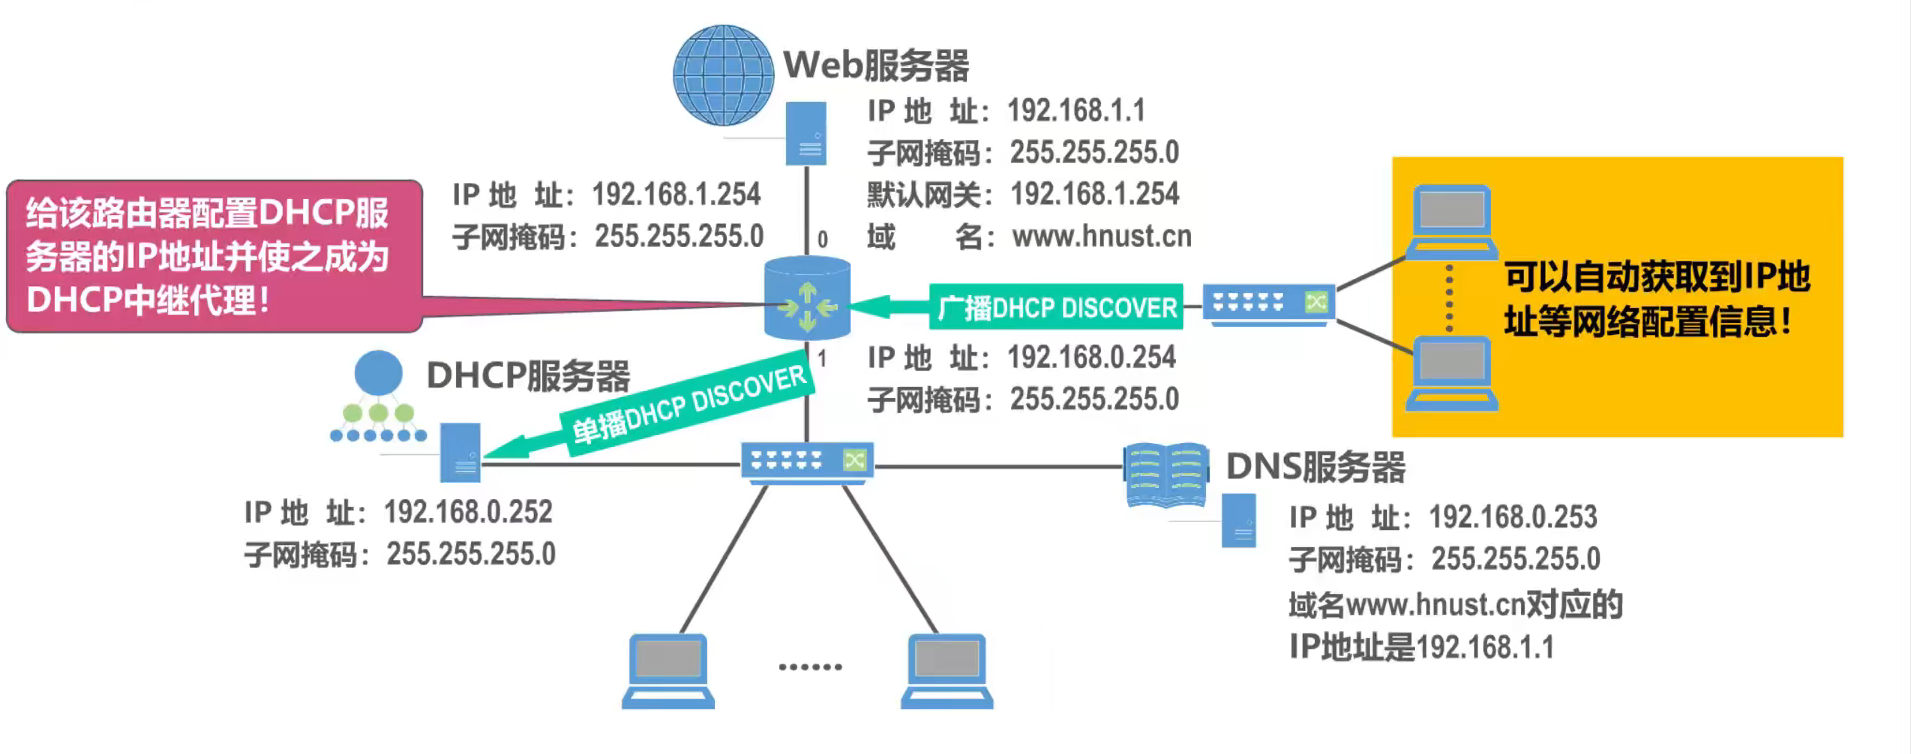 Web服务器
IP 地 址：192.168.1.1
子网掩码：255.255.255.0
默认网关：192.168.1.254
域 名：www.hnust.cn
IP 地 址：192.168.1.254
子网掩码：255.255.255.0
0
给该路由器配置DHCP服
务器的IP地址并使之成为
DHCP中继代理！
广播DHCP DISCOVER
可以自动获取到IP地
址等网络配置信息！
1
IP 地 址：192.168.0.254
子网掩码：255.255.255.0
DHCP服务器
单播DHCP DISCOVER
IP 地 址：192.168.0.252
子网掩码：255.255.255.0
DNS服务器
IP 地 址：192.168.0.253
子网掩码：255.255.255.0
域名www.hnust.cn对应的
IP地址是192.168.1.1
······